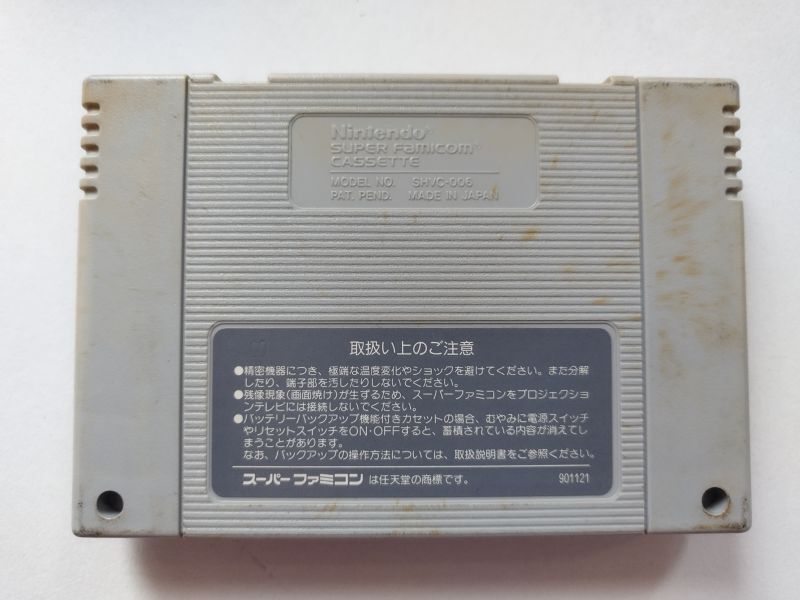 Nintendo®
SUPER FAMICOM®
CASSETTE
MODEL NO. SHVC-006
PAT. PEND. MADE IN JAPAN
取扱い上のご注意
●精密機器につき、極端な温度変化やショックを避けてください。また分解
したり、端子部を汚したりしないでください。
●残像現象(画面焼け)が生ずるため、スーパーファミコンをプロジェクショ
ンテレビには接続しないでください。
●バッテリーバックアップ機能付きカセットの場合、むやみに電源スイッチ
やリセットスイッチをON・OFFすると、蓄積されている内容が消えてし
まうことがあります。
なお、バックアップの操作方法については、取扱説明書をご参照ください。
スーパーファミコン は任天堂の商標です。 901121